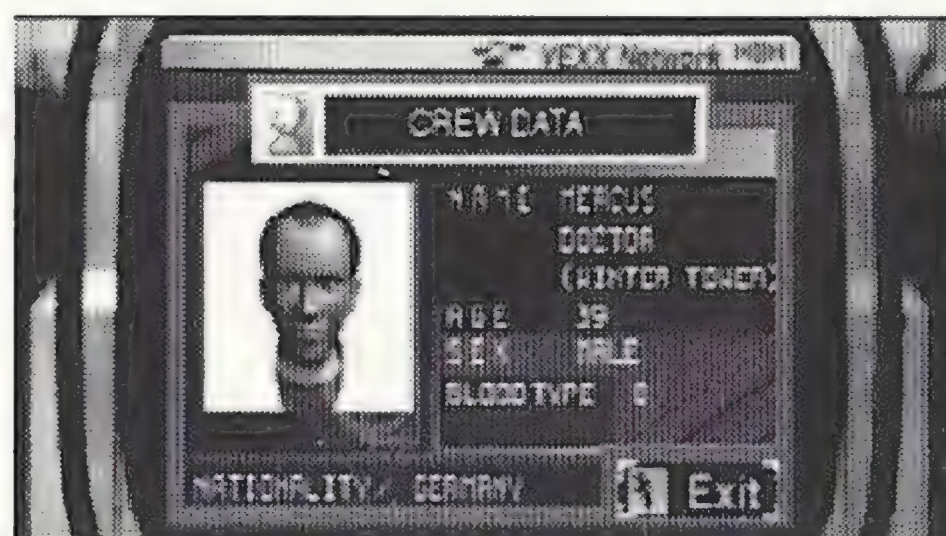 CREW DATA
NAME MERCUS
DOCTOR
(WINTER TOWER)
AGE 39
SEX MALE
BLOOD TYPE
NATIONALITY: GERMANY
Exit